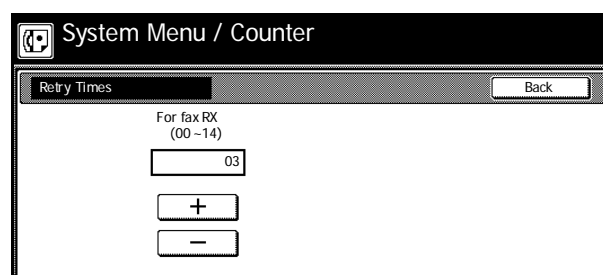 System Menu / Counter
Retry Times
Back
For fax RX
(00 ~ 14)
03
+
—